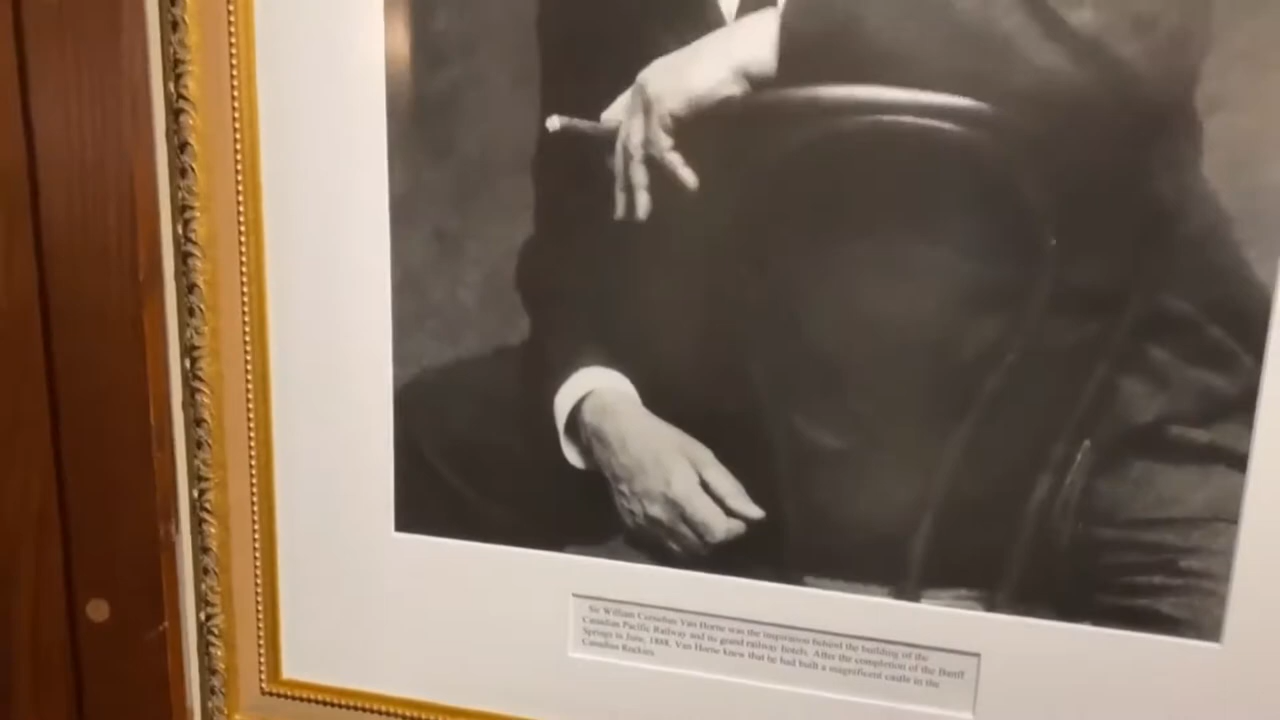 Sir William Cornelius Van Horne was the inspiration behind the building of the
Canadian Pacific Railway and its grand railway hotels. After the completion of the Banff
Springs in June, 1888, Van Horne knew that he had built a magnificent castle in the
Canadian Rockies.